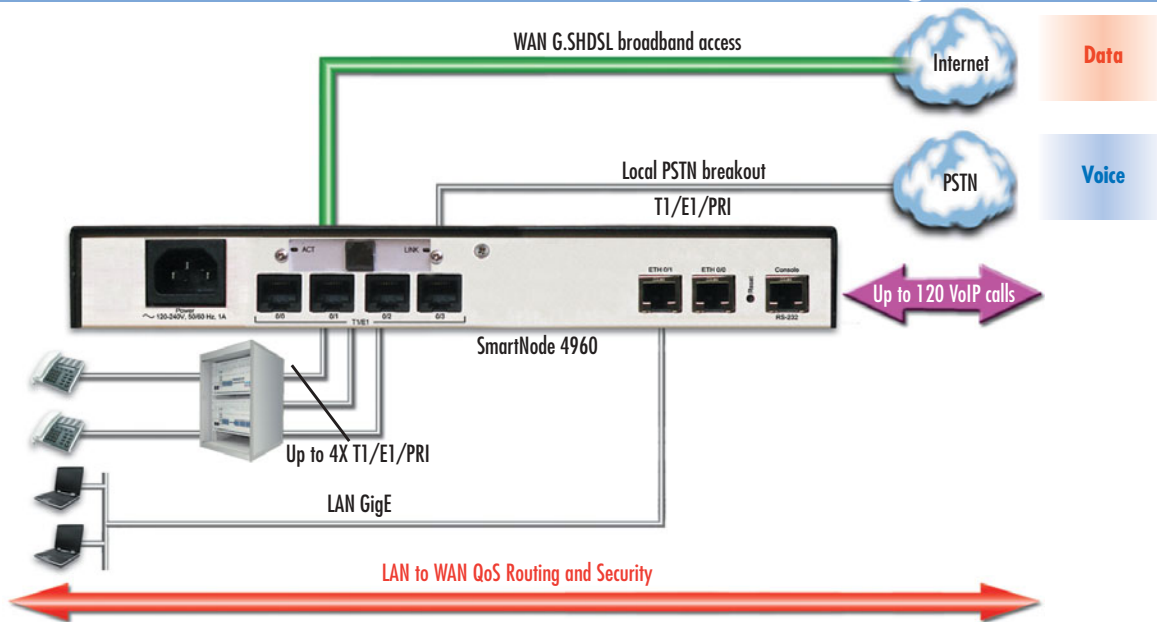 WAN G.SHDSL broadband access
Internet
Data
Local PSTN breakout
T1/E1/PRI
PSTN
Voice
ACT
LINK
ETH 0/1
ETH 0/0
Reset
Console
RS-232
Power
~ 120-240V, 50/60 Hz, 1A
0/0
0/1
0/2
0/3
T1/E1
Up to 120 VoIP calls
SmartNode 4960
Up to 4X T1/E1/PRI
LAN GigE
LAN to WAN QoS Routing and Security